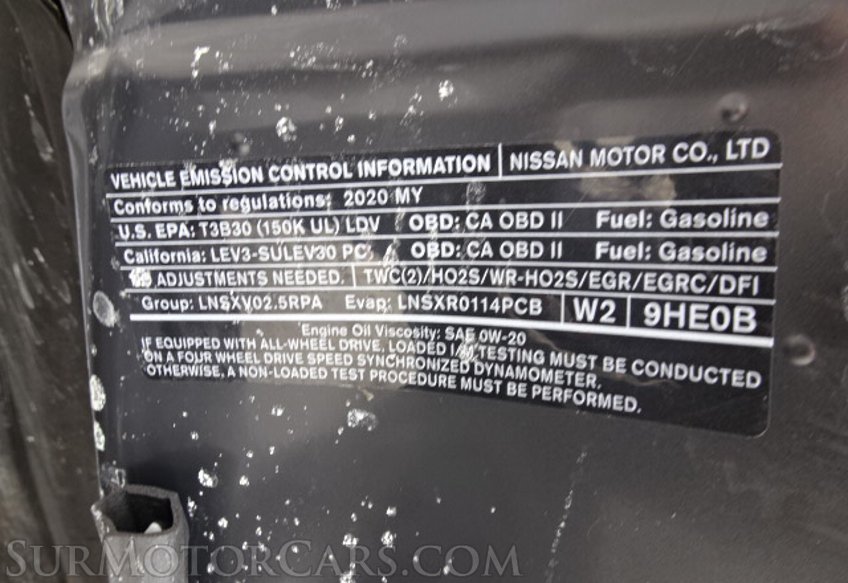 VEHICLE EMISSION CONTROL INFORMATION NISSAN MOTOR CO., LTD
Conforms to regulations: 2020 MY
U.S. EPA: T3B30 (150K UL) LDV OBD: CA OBD II Fuel: Gasoline
California: LEV3-SULEV30 PC OBD: CA OBD II Fuel: Gasoline
ADJUSTMENTS NEEDED. TWC(2)/HO2S/WR-HO2S/EGR/EGRC/DFI
Group: LNSXV02.5RPA Evap: LNSXR0114PCB W2 9HE0B
Engine Oil Viscosity: SAE 0W-20
IF EQUIPPED WITH ALL-WHEEL DRIVE, LOADED I/M TESTING MUST BE CONDUCTED
ON A FOUR WHEEL DRIVE SPEED SYNCHRONIZED DYNAMOMETER.
OTHERWISE, A NON-LOADED TEST PROCEDURE MUST BE PERFORMED.
SURMOTORCARS.COM